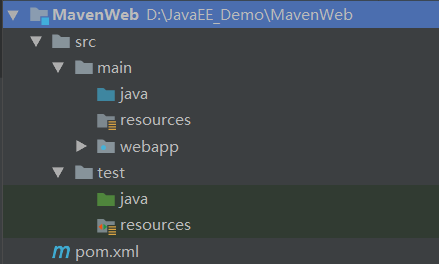 MavenWeb D:\JavaEE_Demo\MavenWeb
src
main
java
resources
webapp
test
java
resources
pom.xml